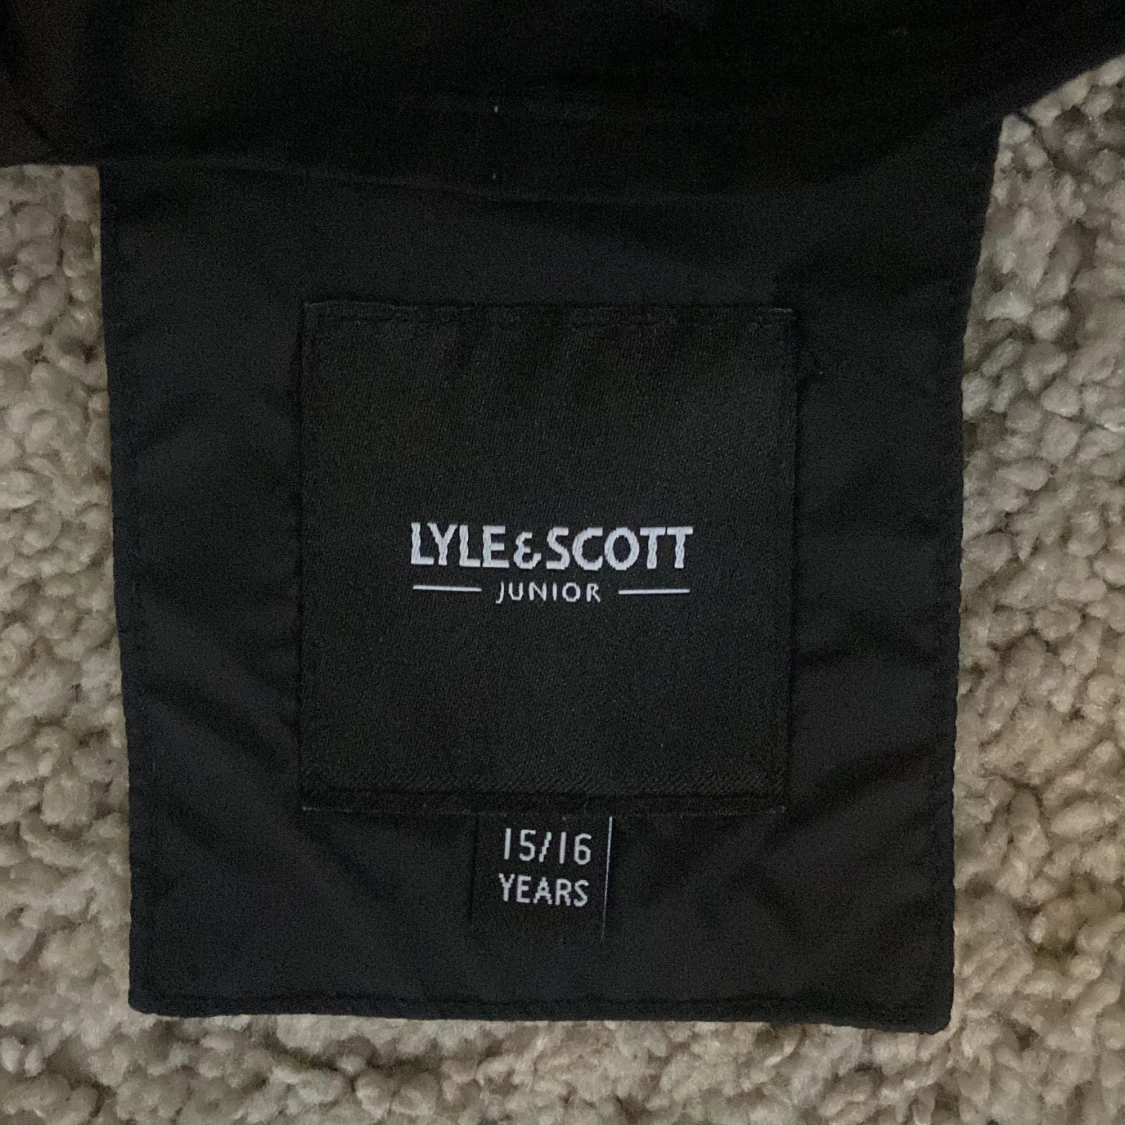 LYLE&SCOTT
JUNIOR
15/16
YEARS